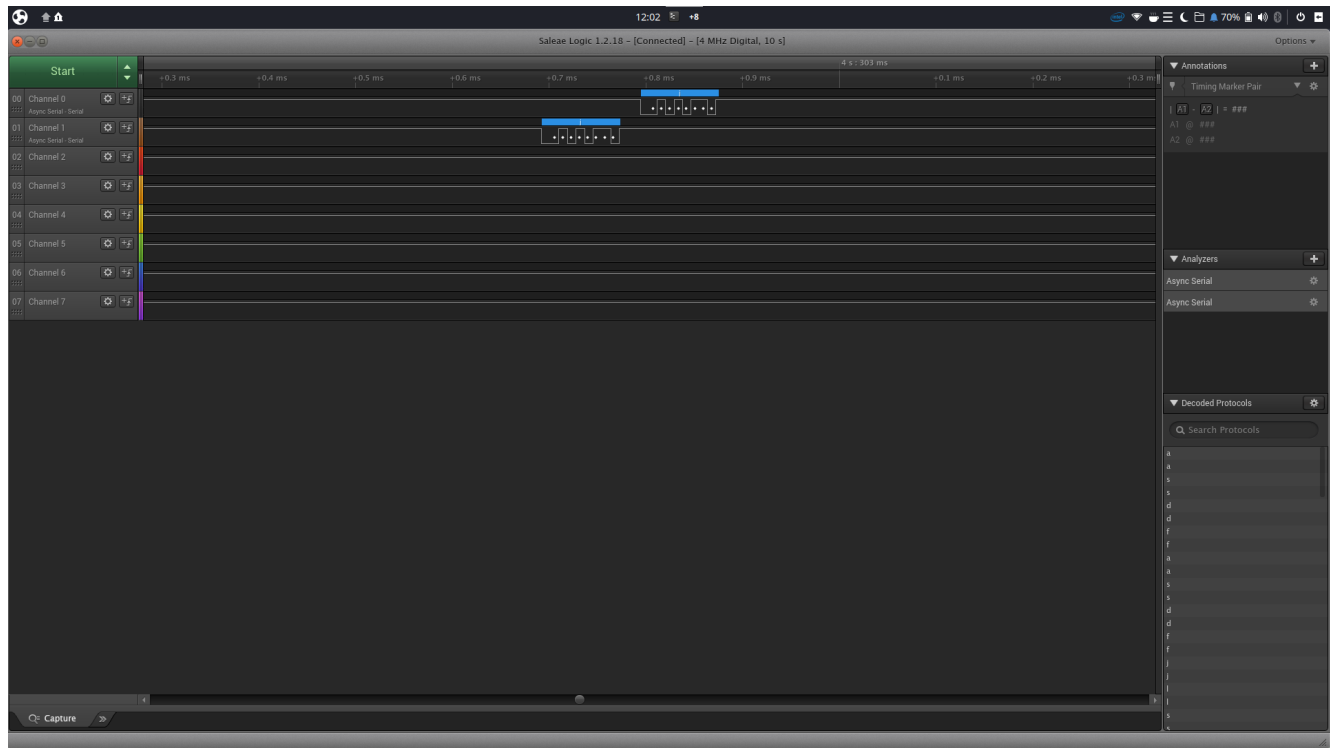 12:02 +8
70%
Saleae Logic 1.2.18 – [Connected] – [4 MHz Digital, 10 s]
Options
Start
4 s : 303 ms
+0.3 ms +0.4 ms +0.5 ms +0.6 ms +0.7 ms +0.8 ms +0.9 ms +0.1 ms +0.2 ms +0.3 m
00 Channel 0
Async Serial - Serial
01 Channel 1
Async Serial - Serial
02 Channel 2
03 Channel 3
04 Channel 4
05 Channel 5
06 Channel 6
07 Channel 7
Annotations
Timing Marker Pair
| A1 - A2 | = ###
A1 @ ###
A2 @ ###
Analyzers
Async Serial
Async Serial
Decoded Protocols
Search Protocols
a
a
s
s
d
d
f
f
a
a
s
s
d
d
f
f
j
j
l
l
s
s
Capture